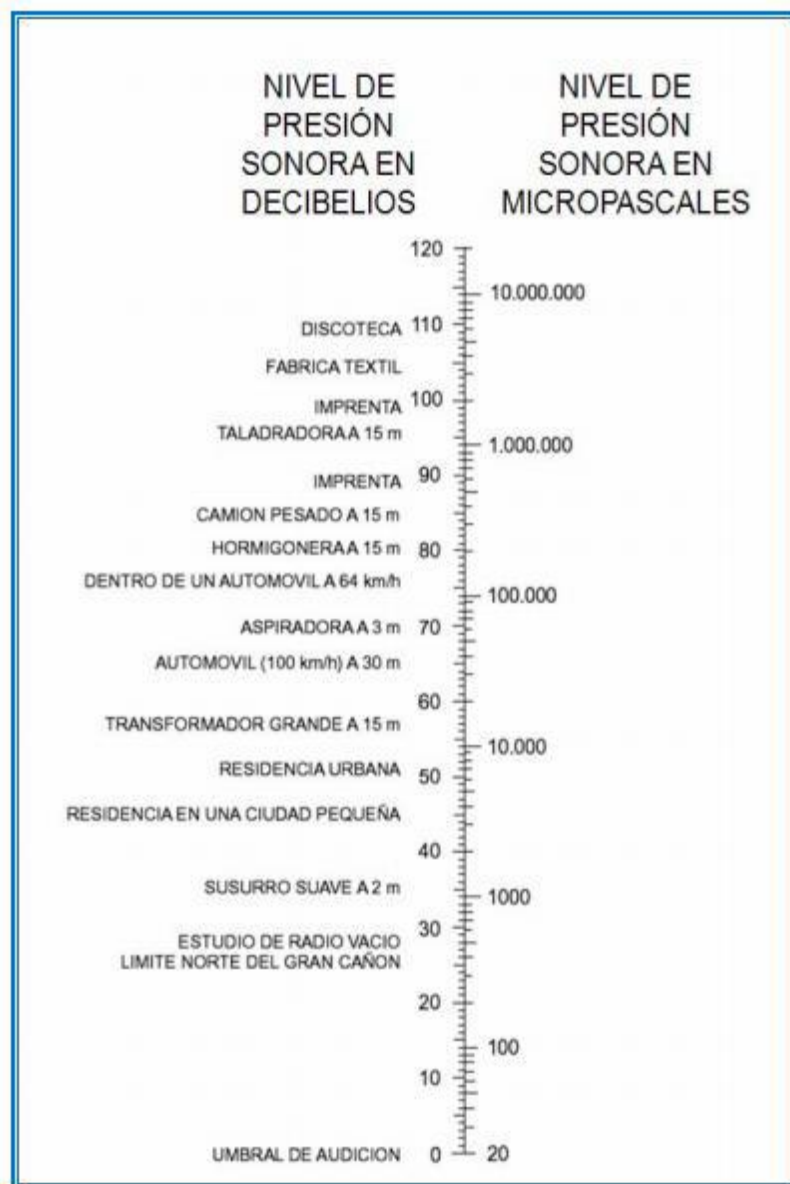 NIVEL DE
PRESIÓN
SONORA EN
DECIBELIOS
NIVEL DE
PRESIÓN
SONORA EN
MICROPASCALES
120
10.000.000
DISCOTECA 110
FABRICA TEXTIL
IMPRENTA 100
TALADRADORA A 15 m
1.000.000
IMPRENTA 90
CAMION PESADO A 15 m
HORMIGONERA A 15 m 80
DENTRO DE UN AUTOMOVIL A 64 km/h
100.000
ASPIRADORA A 3 m 70
AUTOMOVIL (100 km/h) A 30 m
60
TRANSFORMADOR GRANDE A 15 m
10.000
RESIDENCIA URBANA 50
RESIDENCIA EN UNA CIUDAD PEQUEÑA
40
SUSURRO SUAVE A 2 m
1000
30
ESTUDIO DE RADIO VACIO
LIMITE NORTE DEL GRAN CAÑON
20
100
10
UMBRAL DE AUDICION 0 20